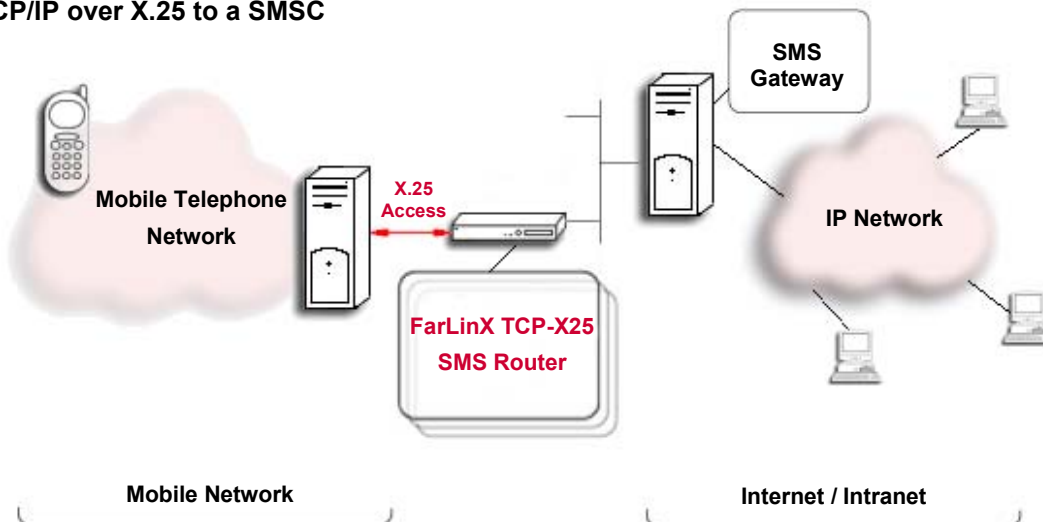 CP/IP over X.25 to a SMSC
SMS
Gateway
Mobile Telephone
Network
X.25
Access
IP Network
FarLinX TCP-X25
SMS Router
Mobile Network
Internet / Intranet